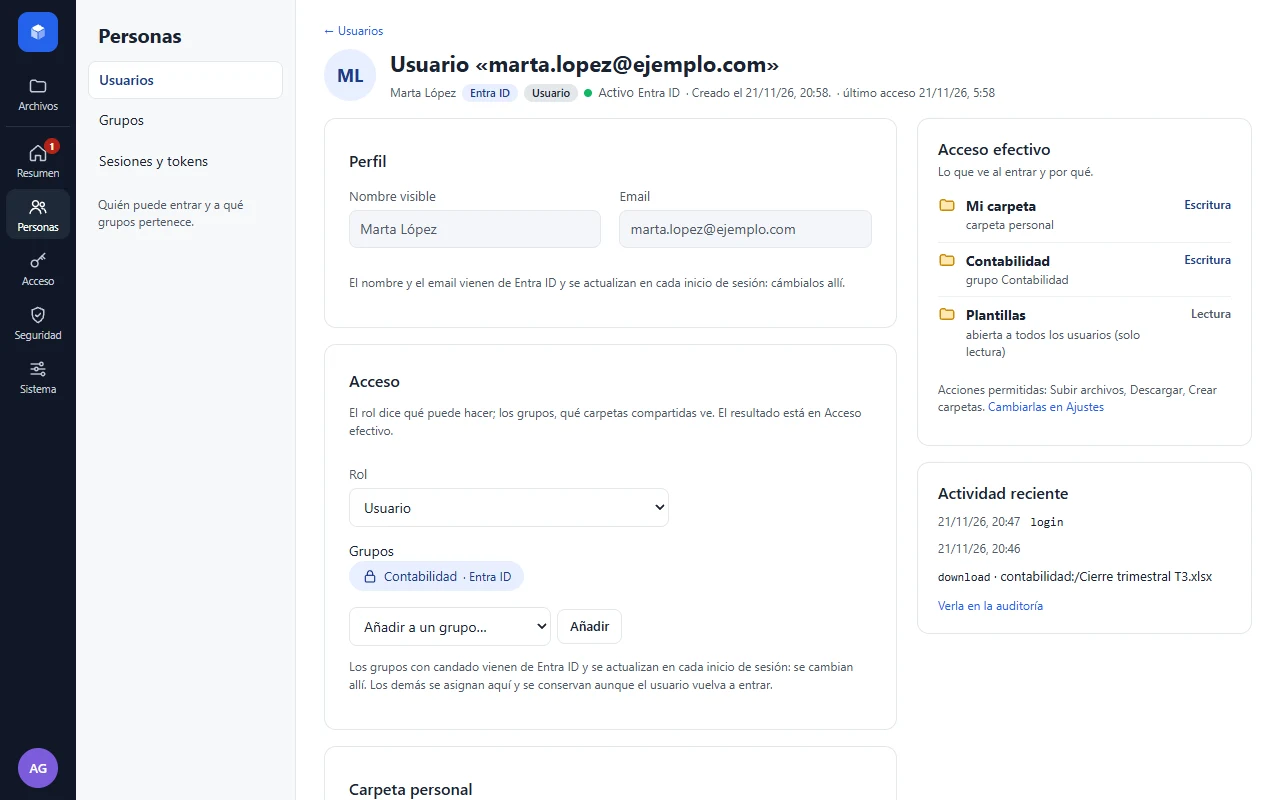 Archivos
1
Resumen
Personas
Acceso
Seguridad
Sistema
AG
Personas
Usuarios
Grupos
Sesiones y tokens
Quién puede entrar y a qué
grupos pertenece.
← Usuarios
ML
Usuario «marta.lopez@ejemplo.com»
Marta López Entra ID Usuario Activo Entra ID · Creado el 21/11/26, 20:58. · último acceso 21/11/26, 5:58
Perfil
Nombre visible
Email
Marta López
marta.lopez@ejemplo.com
El nombre y el email vienen de Entra ID y se actualizan en cada inicio de sesión: cámbialos allí.
Acceso
El rol dice qué puede hacer; los grupos, qué carpetas compartidas ve. El resultado está en Acceso
efectivo.
Rol
Usuario
Grupos
Contabilidad · Entra ID
Añadir a un grupo...
Añadir
Los grupos con candado vienen de Entra ID y se actualizan en cada inicio de sesión: se cambian
allí. Los demás se asignan aquí y se conservan aunque el usuario vuelva a entrar.
Carpeta personal
Acceso efectivo
Lo que ve al entrar y por qué.
Mi carpeta
Escritura
carpeta personal
Contabilidad
Escritura
grupo Contabilidad
Plantillas
Lectura
abierta a todos los usuarios (solo
lectura)
Acciones permitidas: Subir archivos, Descargar, Crear
carpetas. Cambiarlas en Ajustes
Actividad reciente
21/11/26, 20:47 login
21/11/26, 20:46
download · contabilidad:/Cierre trimestral T3.xlsx
Verla en la auditoría